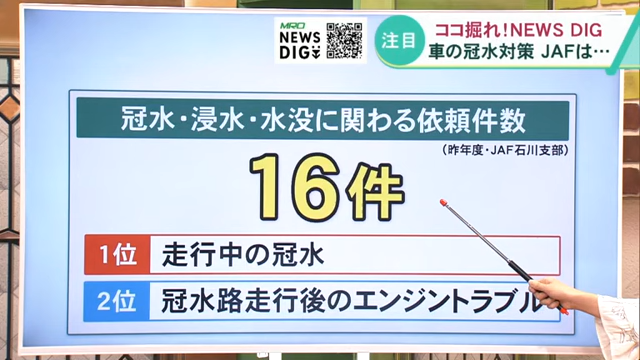 MRO
NEWS
DIG
注目
ココ掘れ!NEWS DIG
車の冠水対策 JAFは…
冠水・浸水・水没に関わる依頼件数
(昨年度・JAF石川支部)
16件
1位 走行中の冠水
2位 冠水路走行後のエンジントラブル